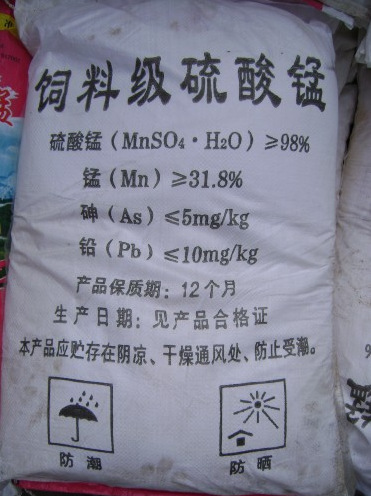 饲料级硫酸锰
硫酸锰（MnSO₄·H₂O）≥98%
锰（Mn）≥31.8%
砷（As）≤5mg/kg
铅（Pb）≤10mg/kg
产品保质期：12个月
生产日期：见产品合格证
本产品应贮存在阴凉、干燥通风处、防止受潮。
防潮
防晒